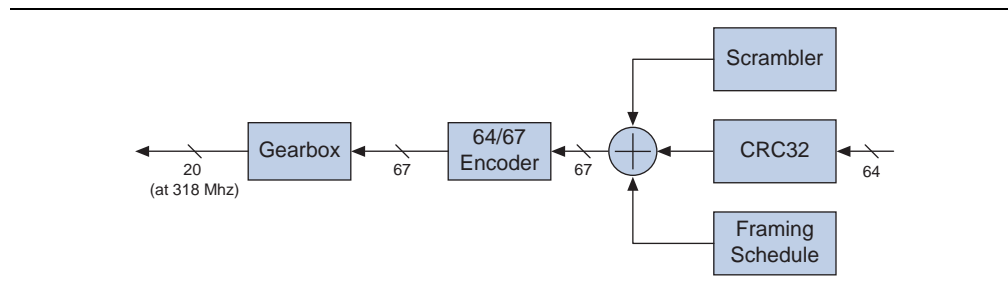 Scrambler
Gearbox
64/67
Encoder
CRC32
20
(at 318 Mhz)
67
67
64
Framing
Schedule